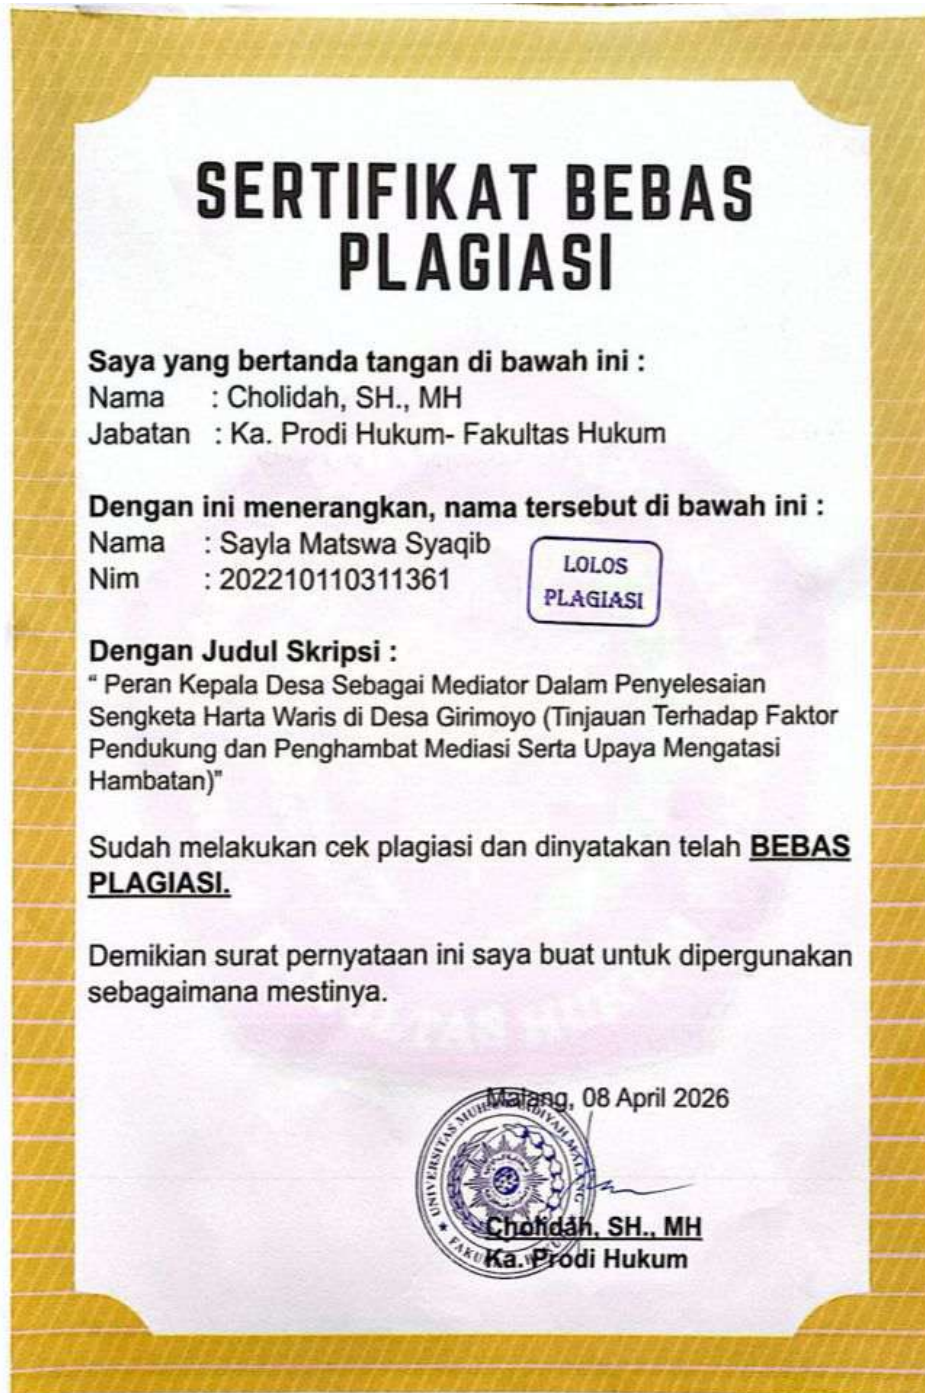 SERTIFIKAT BEBAS
PLAGIASI
Saya yang bertanda tangan di bawah ini :
Nama : Cholidah, SH., MH
Jabatan : Ka. Prodi Hukum- Fakultas Hukum
Dengan ini menerangkan, nama tersebut di bawah ini :
Nama : Sayla Matswa Syaqib
Nim : 202210110311361
LOLOS
PLAGIASI
Dengan Judul Skripsi :
“ Peran Kepala Desa Sebagai Mediator Dalam Penyelesaian
Sengketa Harta Waris di Desa Girimoyo (Tinjauan Terhadap Faktor
Pendukung dan Penghambat Mediasi Serta Upaya Mengatasi
Hambatan)”
Sudah melakukan cek plagiasi dan dinyatakan telah BEBAS
PLAGIASI.
Demikian surat pernyataan ini saya buat untuk dipergunakan
sebagaimana mestinya.
Malang, 08 April 2026
UNIVERSITAS MUHAMMADIYAH MALANG
Cholidah, SH., MH
Ka. Prodi Hukum